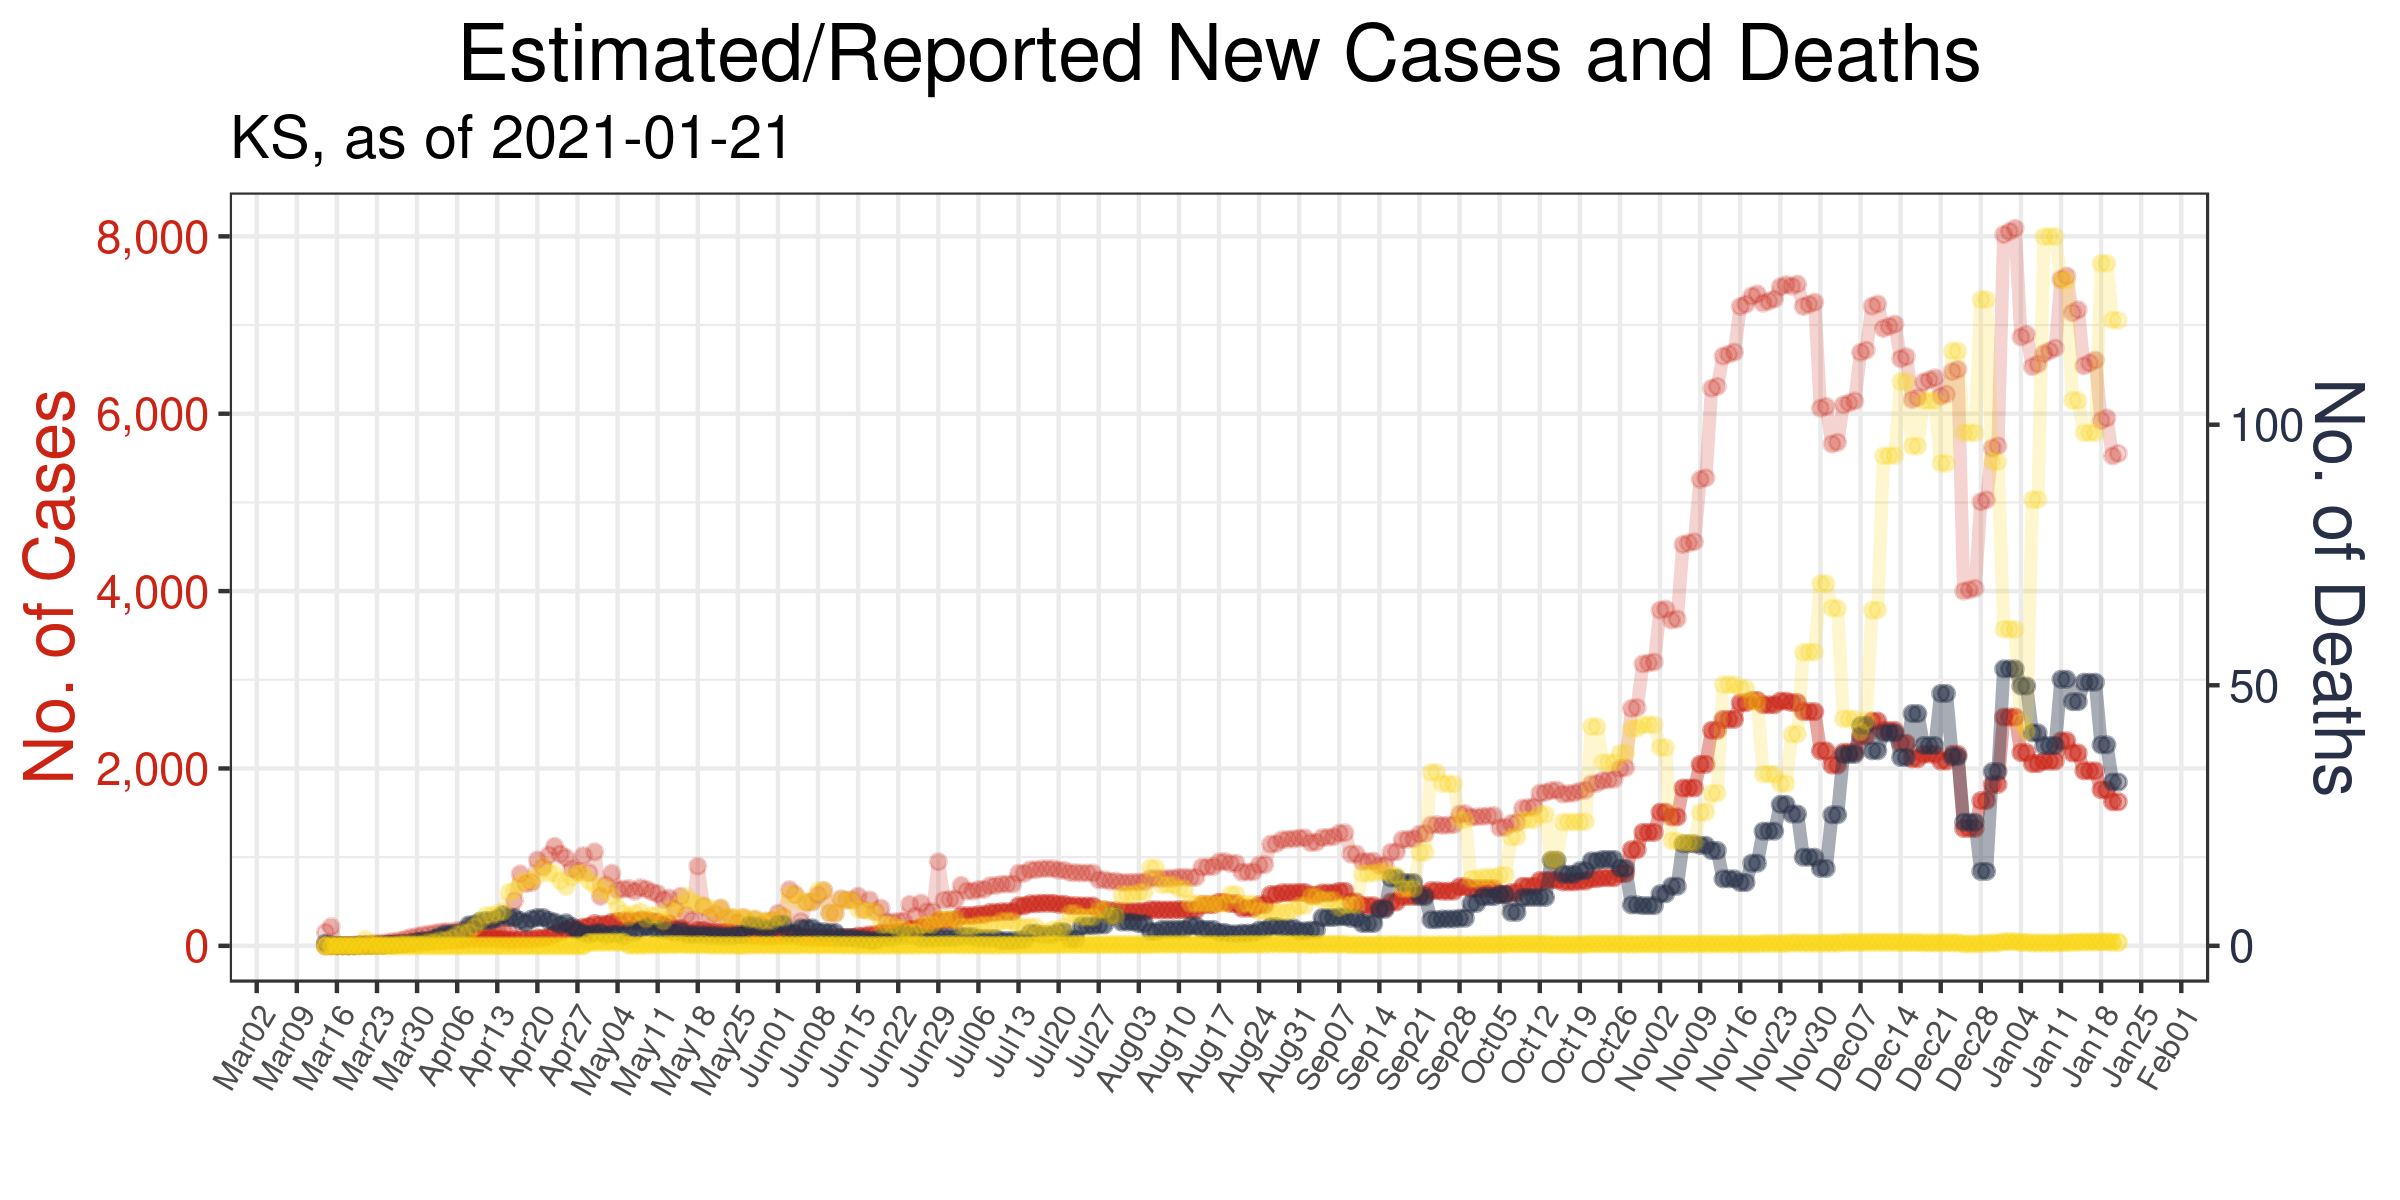 Estimated/Reported New Cases and Deaths
KS, as of 2021-01-21
No. of Cases
8,000
6,000
4,000
2,000
0
No. of Deaths
100
50
0
Mar02
Mar09
Mar16
Mar23
Mar30
Apr06
Apr13
Apr20
Apr27
May04
May11
May18
May25
Jun01
Jun08
Jun15
Jun22
Jun29
Jul06
Jul13
Jul20
Jul27
Aug03
Aug10
Aug17
Aug24
Aug31
Sep07
Sep14
Sep21
Sep28
Oct05
Oct12
Oct19
Oct26
Nov02
Nov09
Nov16
Nov23
Nov30
Dec07
Dec14
Dec21
Dec28
Jan04
Jan11
Jan18
Jan25
Feb01